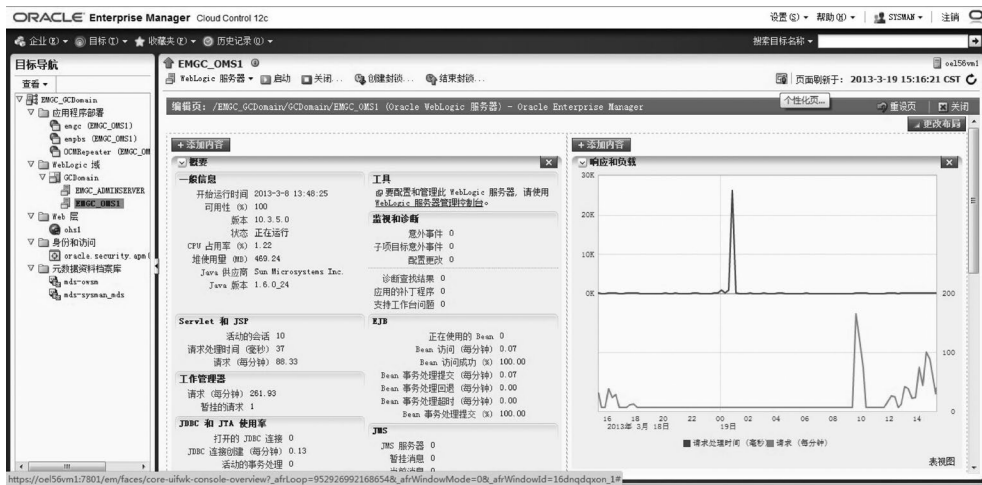 ORACLE Enterprise Manager Cloud Control 12c
设置(S) 帮助(H) SYSMAN 注销
企业(E) 目标(T) 收藏夹(F) 历史记录(O) 搜索目标名称
目标导航
查看
EMGC_GCDomain
应用程序部署
emgc (EMGC_OMS1)
empbs (EMGC_OMS1)
OCMRepeater (EMGC_OM
WebLogic 域
GCDomain
EMGC_ADMINSERVER
EMGC_OMS1
Web 层
ohs1
身份和访问
oracle.security.apm(
元数据资料档案库
mds-owsm
mds-sysman_mds
EMGC_OMS1
oel56vm1
WebLogic 服务器 启动 关闭... 创建封锁... 结束封锁...
页面刷新于: 2013-3-19 15:16:21 CST
个性化页...
编辑页: /EMGC_GCDomain/GCDomain/EMGC_OMS1 (Oracle WebLogic 服务器) - Oracle Enterprise Manager
重设页 关闭
更改布局
添加内容
概要
一般信息
开始运行时间 2013-3-8 13:48:25
可用性 (%) 100
版本 10.3.5.0
状态 正在运行
CPU 占用率 (%) 1.22
堆使用量 (MB) 469.24
Java 供应商 Sun Microsystems Inc.
Java 版本 1.6.0_24
工具
要配置和管理此 WebLogic 服务器, 请使用
WebLogic 服务器管理控制台。
监视和诊断
意外事件 0
子项目标意外事件 0
配置更改 0
诊断查找结果 0
应用的补丁程序 0
支持工作台问题 0
Servlet 和 JSP
活动的会话 10
请求处理时间 (毫秒) 37
请求 (每分钟) 88.33
工作管理器
请求 (每分钟) 261.93
暂挂的请求 1
JDBC 和 JTA 使用率
打开的 JDBC 连接 0
JDBC 连接创建 (每分钟) 0.13
活动的事务处理 0
EJB
正在使用的 Bean 0
Bean 访问 (每分钟) 0.07
Bean 访问成功 (%) 100.00
Bean 事务处理提交 (每分钟) 0.07
Bean 事务处理回退 (每分钟) 0.00
Bean 事务处理超时 (每分钟) 0.00
Bean 事务处理提交 (%) 100.00
JMS
JMS 服务器 0
暂挂消息 0
当前消息 0
添加内容
响应和负载
30K
20K
10K
0K
200
100
0
16 18 20 22 00 02 04 06 08 10 12 14
2013年 3月 18日 19日
请求处理时间 (毫秒) 请求 (每分钟)
表视图
https://oel56vm1:7801/em/faces/core-uifwk-console-overview?_afrLoop=9529269921686548&_afrWindowMode=0&_afrWindowId=16dnqdqxon_1#